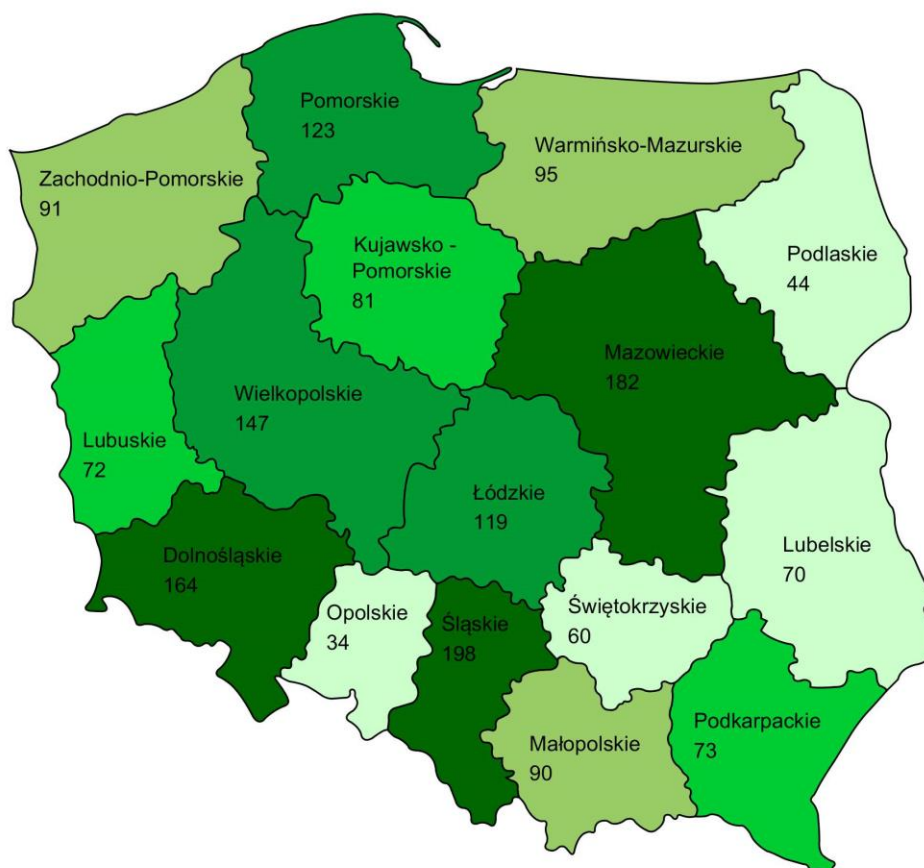 Pomorskie
123
Warmińsko-Mazurskie
95
Zachodnio-Pomorskie
91
Kujawsko -
Pomorskie
81
Podlaskie
44
Mazowieckie
182
Wielkopolskie
147
Lubuskie
72
Łódzkie
119
Dolnośląskie
164
Lubelskie
70
Opolskie
34
Śląskie
198
Świętokrzyskie
60
Podkarpackie
73
Małopolskie
90